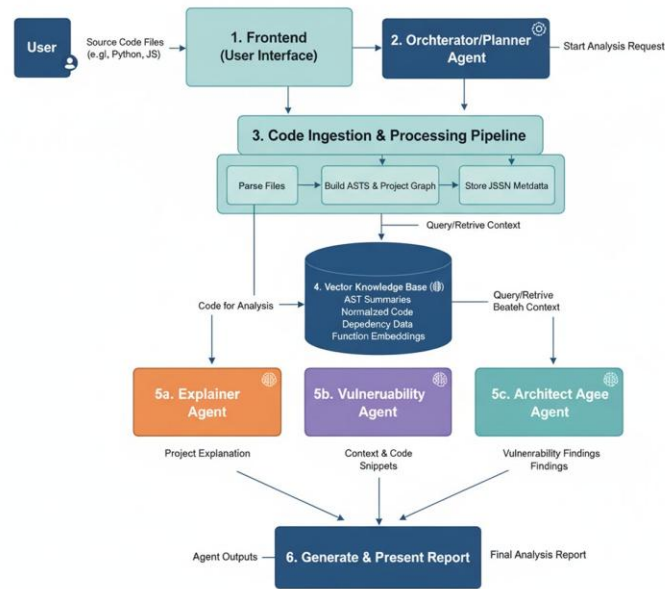 User
Source Code Files
(e.gl, Python, JS)
1. Frontend
(User Interface)
2. Orchterator/Planner
Agent
Start Analysis Request
3. Code Ingestion & Processing Pipeline
Parse Files
Build ASTS & Project Graph
Store JSSN Metdatta
Query/Retrive Context
4. Vector Knowledge Base
AST Summaries
Normalzed Code
Depedency Data
Function Embeddings
Code for Analysis
Query/Retrive
Beateh Context
5a. Explainer
Agent
5b. Vulneruability
Agent
5c. Architect Agee
Agent
Project Explanation
Context & Code
Snippets
Vulnerrability Findings
Findings
Agent Outputs
6. Generate & Present Report
Final Analysis Report